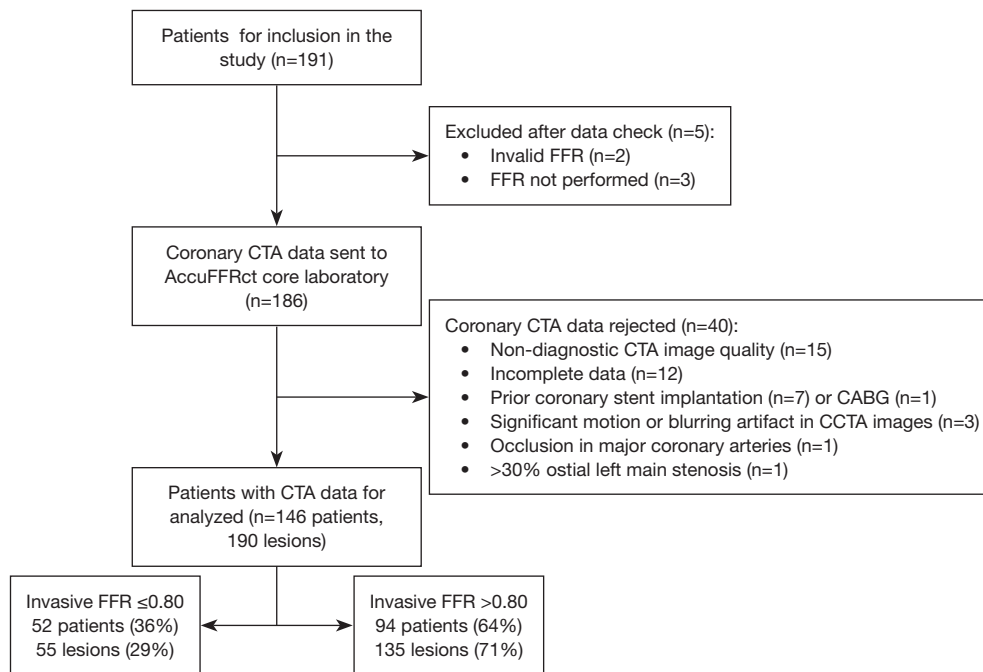 Patients for inclusion in the
study (n=191)
Excluded after data check (n=5):
• Invalid FFR (n=2)
• FFR not performed (n=3)
Coronary CTA data sent to
AccuFFRct core laboratory
(n=186)
Coronary CTA data rejected (n=40):
• Non-diagnostic CTA image quality (n=15)
• Incomplete data (n=12)
• Prior coronary stent implantation (n=7) or CABG (n=1)
• Significant motion or blurring artifact in CCTA images (n=3)
• Occlusion in major coronary arteries (n=1)
• >30% ostial left main stenosis (n=1)
Patients with CTA data for
analyzed (n=146 patients,
190 lesions)
Invasive FFR ≤0.80
52 patients (36%)
55 lesions (29%)
Invasive FFR >0.80
94 patients (64%)
135 lesions (71%)